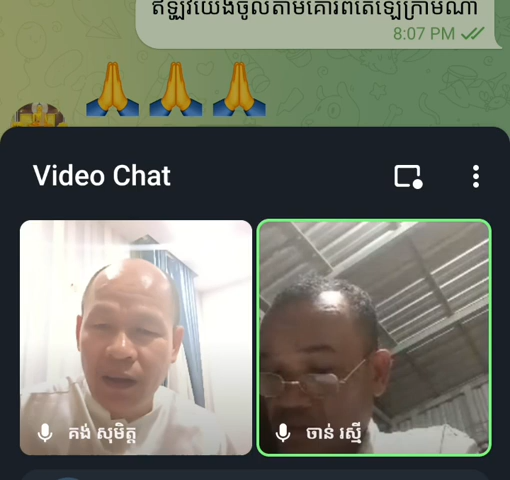 ឥឡូវយើងចូលតាមគោរពតេឡេក្រាមណា
8:07 PM
Video Chat
គង់ សុមិត្ត
ចាន់ រស្មី